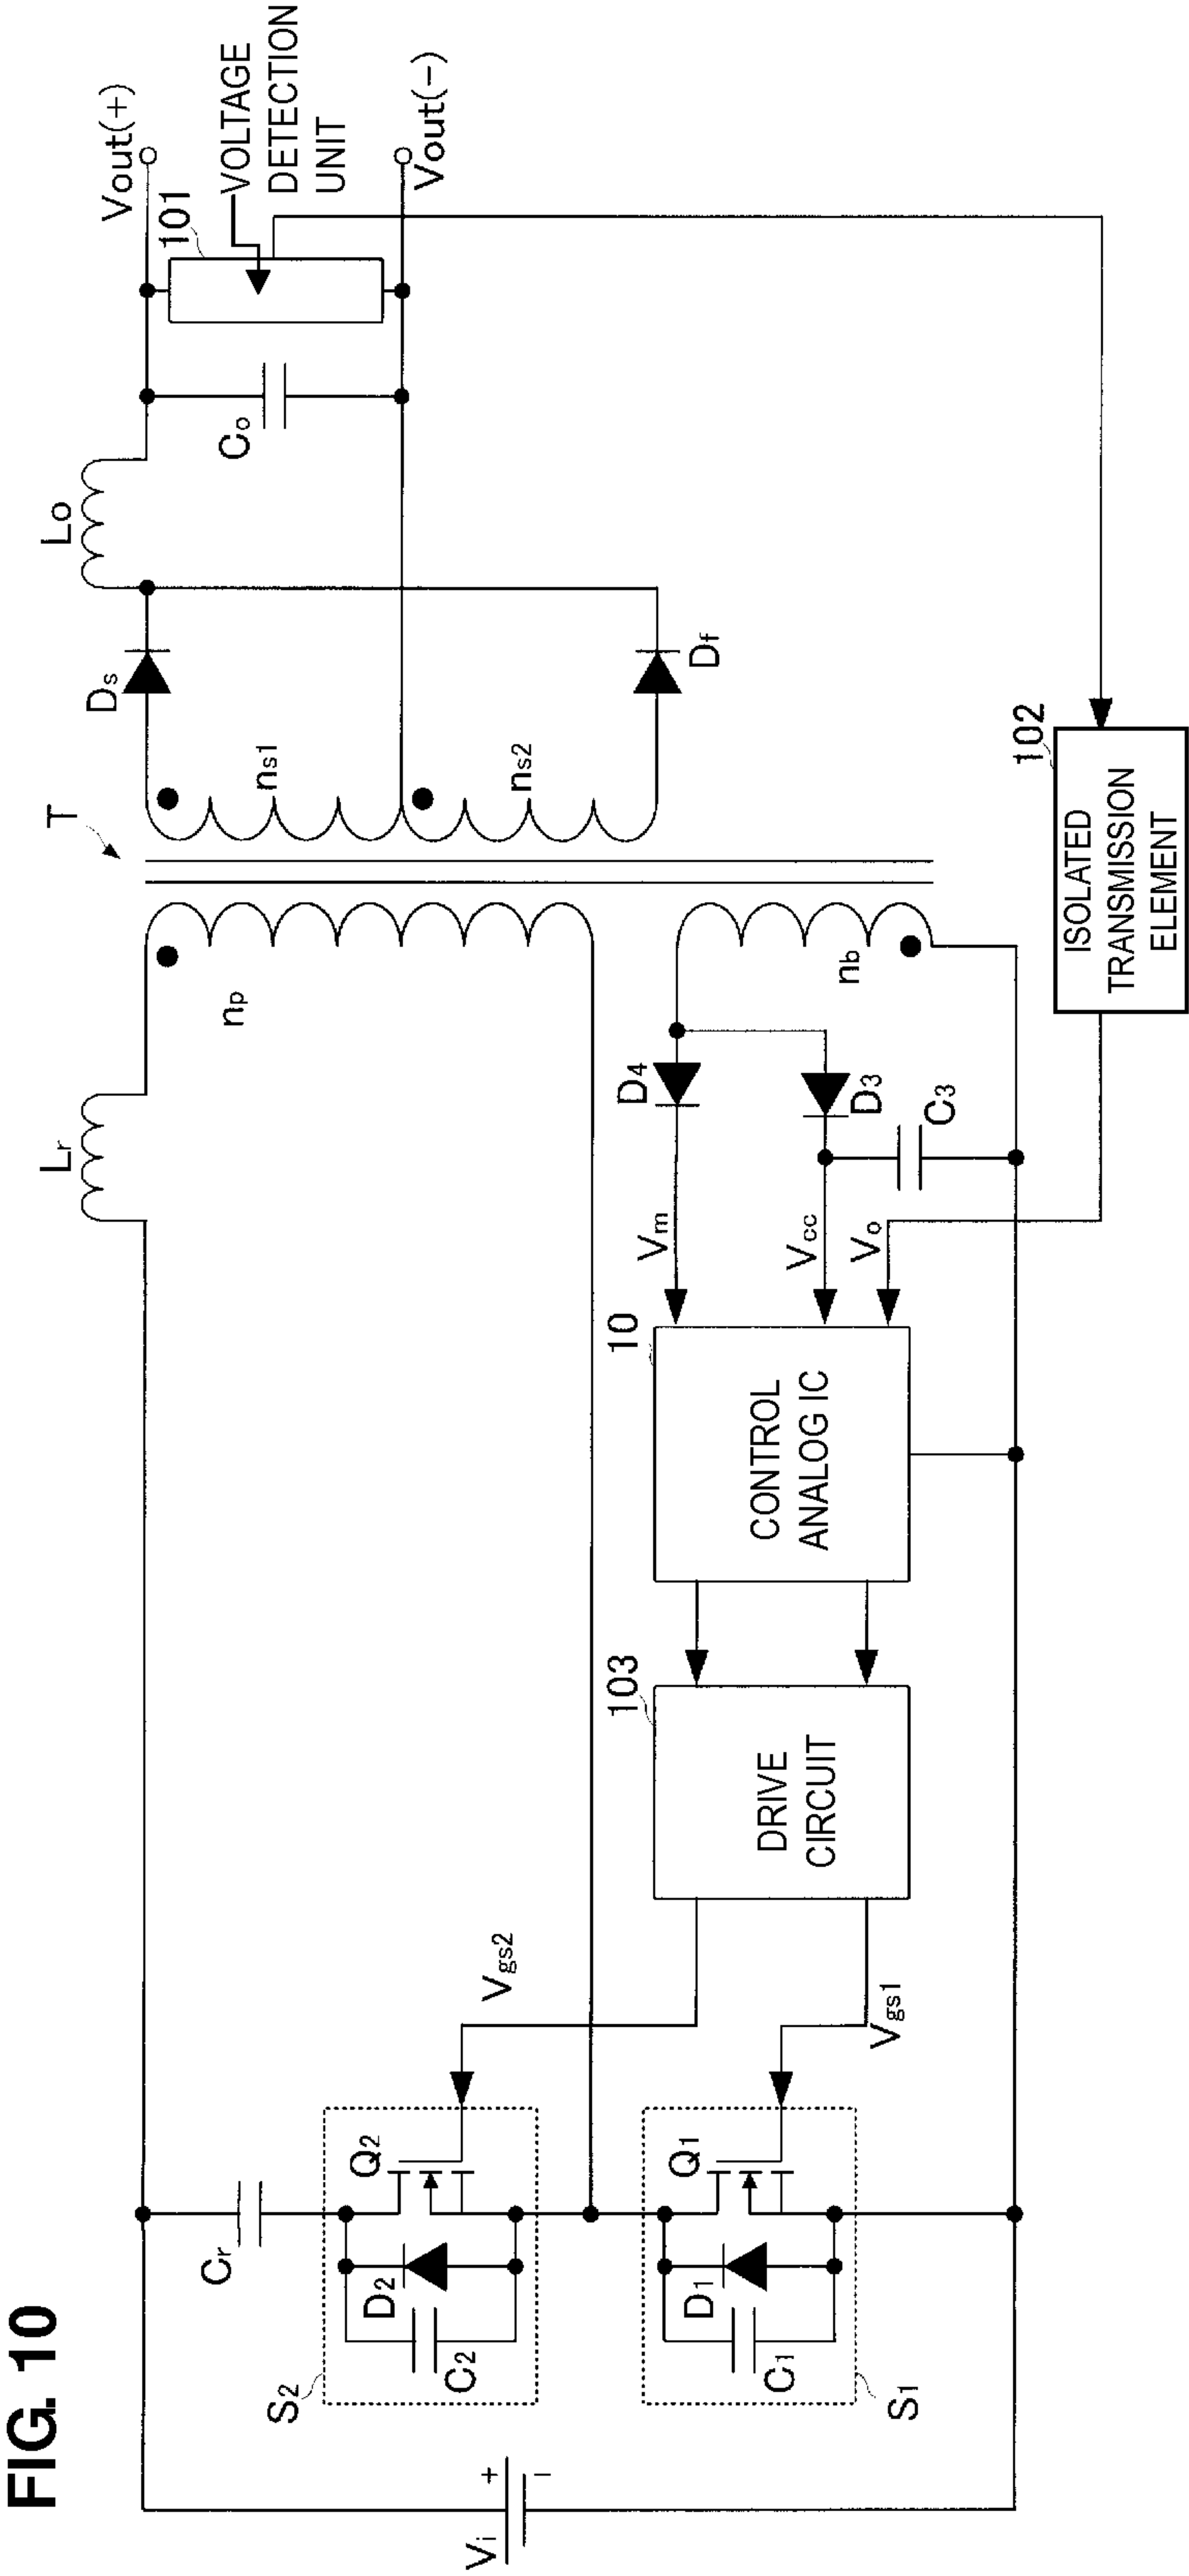 FIG. 10
Vi
+
−
Cr
S2
D2
C2
Q2
S1
D1
C1
Q1
Vgs2
Vgs1
103
DRIVE
CIRCUIT
10
CONTROL
ANALOG IC
Vm
Vcc
Vo
D4
D3
C3
Lr
np
nb
T
ns1
ns2
Ds
Df
Lo
Co
101
VOLTAGE
DETECTION
UNIT
Vout(+)
Vout(−)
102
ISOLATED
TRANSMISSION
ELEMENT